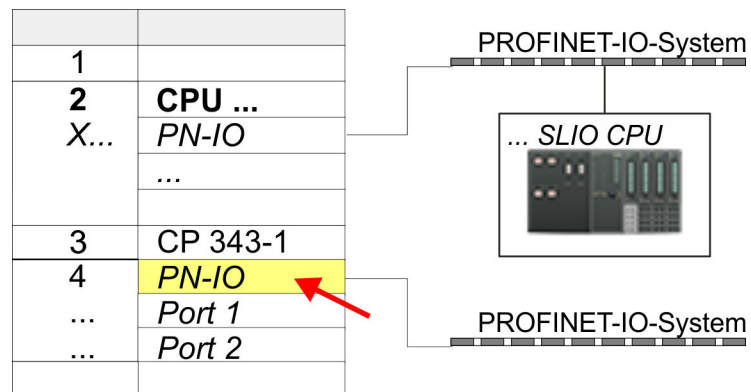 PROFINET-IO-System
1
2 CPU ...
X... PN-IO
... SLIO CPU
...
3 CP 343-1
4 PN-IO
... Port 1
PROFINET-IO-System
... Port 2